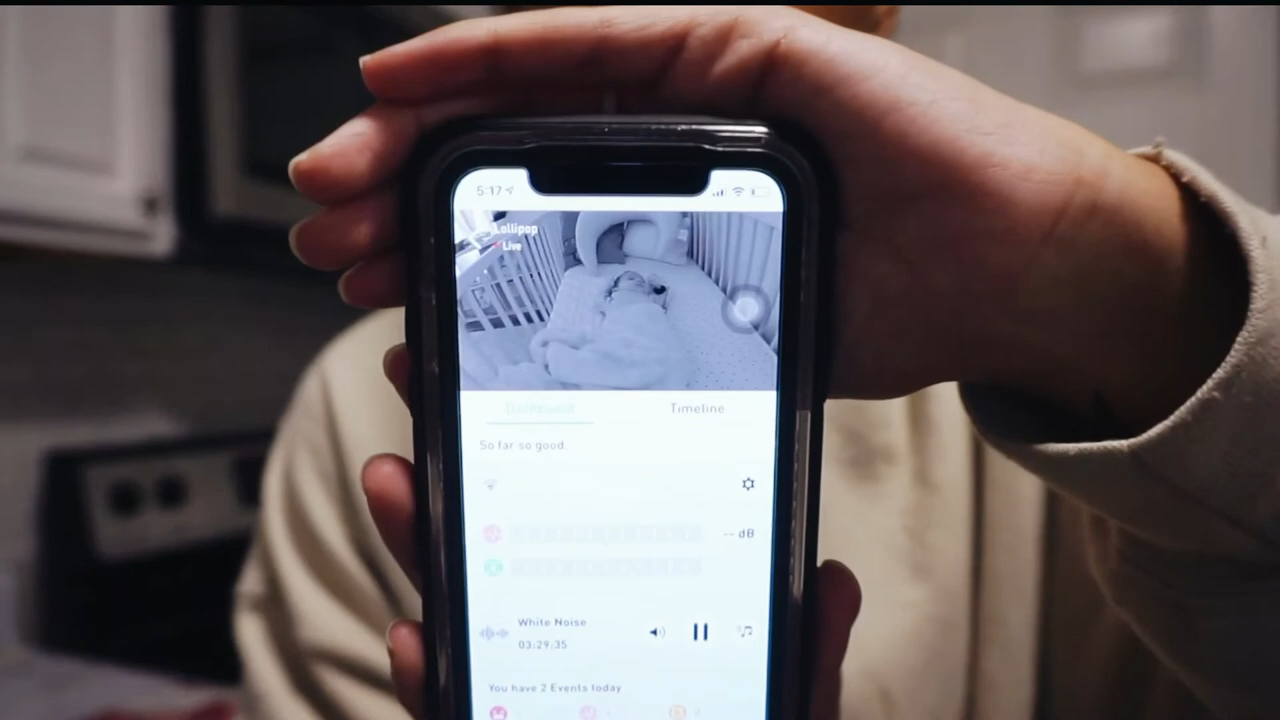 5:17
Lollipop
Live
Dashboard Timeline
So far so good.
-- dB
White Noise
03:29:35
You have 2 Events today